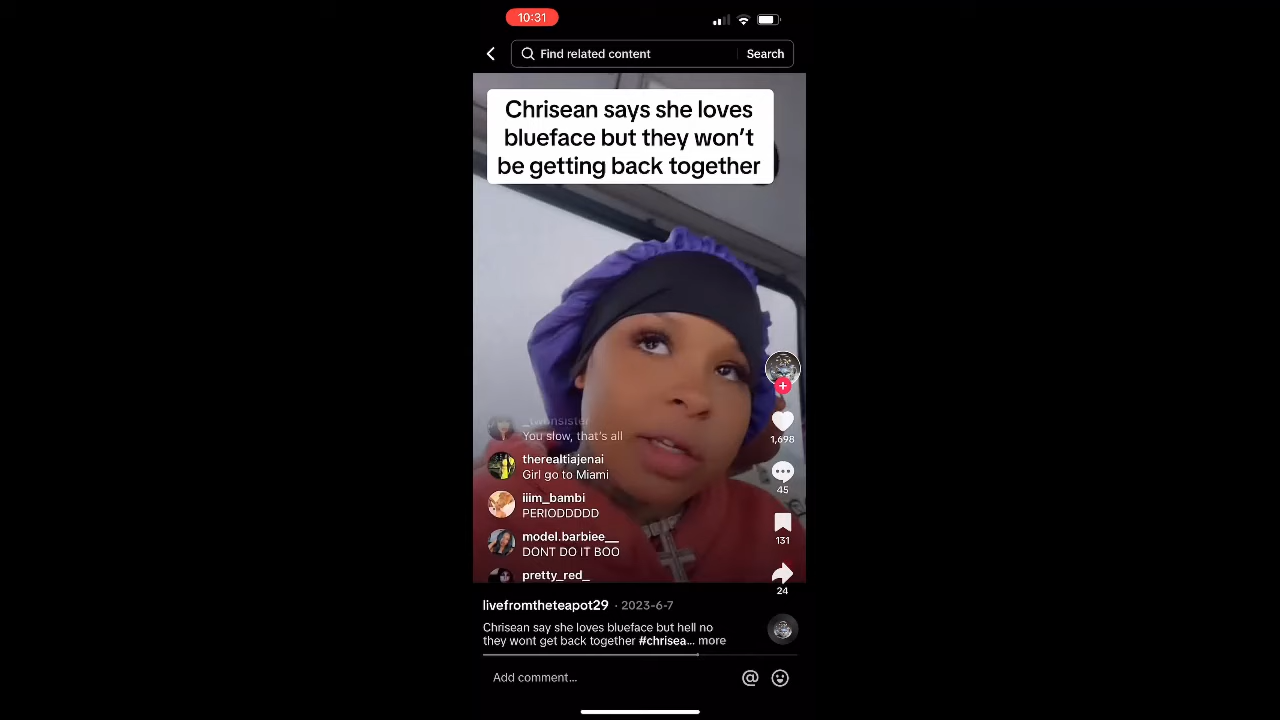 10:31
Find related content
Search
Chrisean says she loves
blueface but they won't
be getting back together
_twonsister
You slow, that's all
therealtiajenai
Girl go to Miami
iiim_bambi
PERIODDDDD
model.barbiee__
DONT DO IT BOO
pretty_red_
1,698
45
131
24
livefromtheteapot29 · 2023-6-7
Chrisean say she loves blueface but hell no
they wont get back together #chrisea... more
Add comment...
@